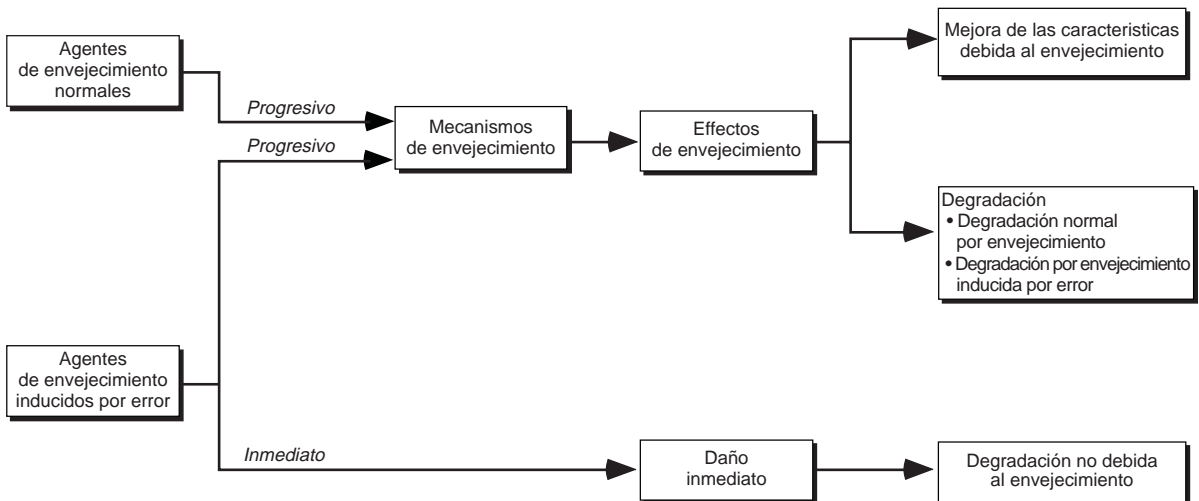 Agentes
de envejecimiento
normales
Progresivo
Progresivo
Mecanismos
de envejecimiento
Effectos
de envejecimiento
Mejora de las caracteristicas
debida al envejecimiento
Degradación
• Degradación normal
por envejecimiento
• Degradación por envejecimiento
inducida por error
Agentes
de envejecimiento
inducidos por error
Inmediato
Daño
inmediato
Degradación no debida
al envejecimiento